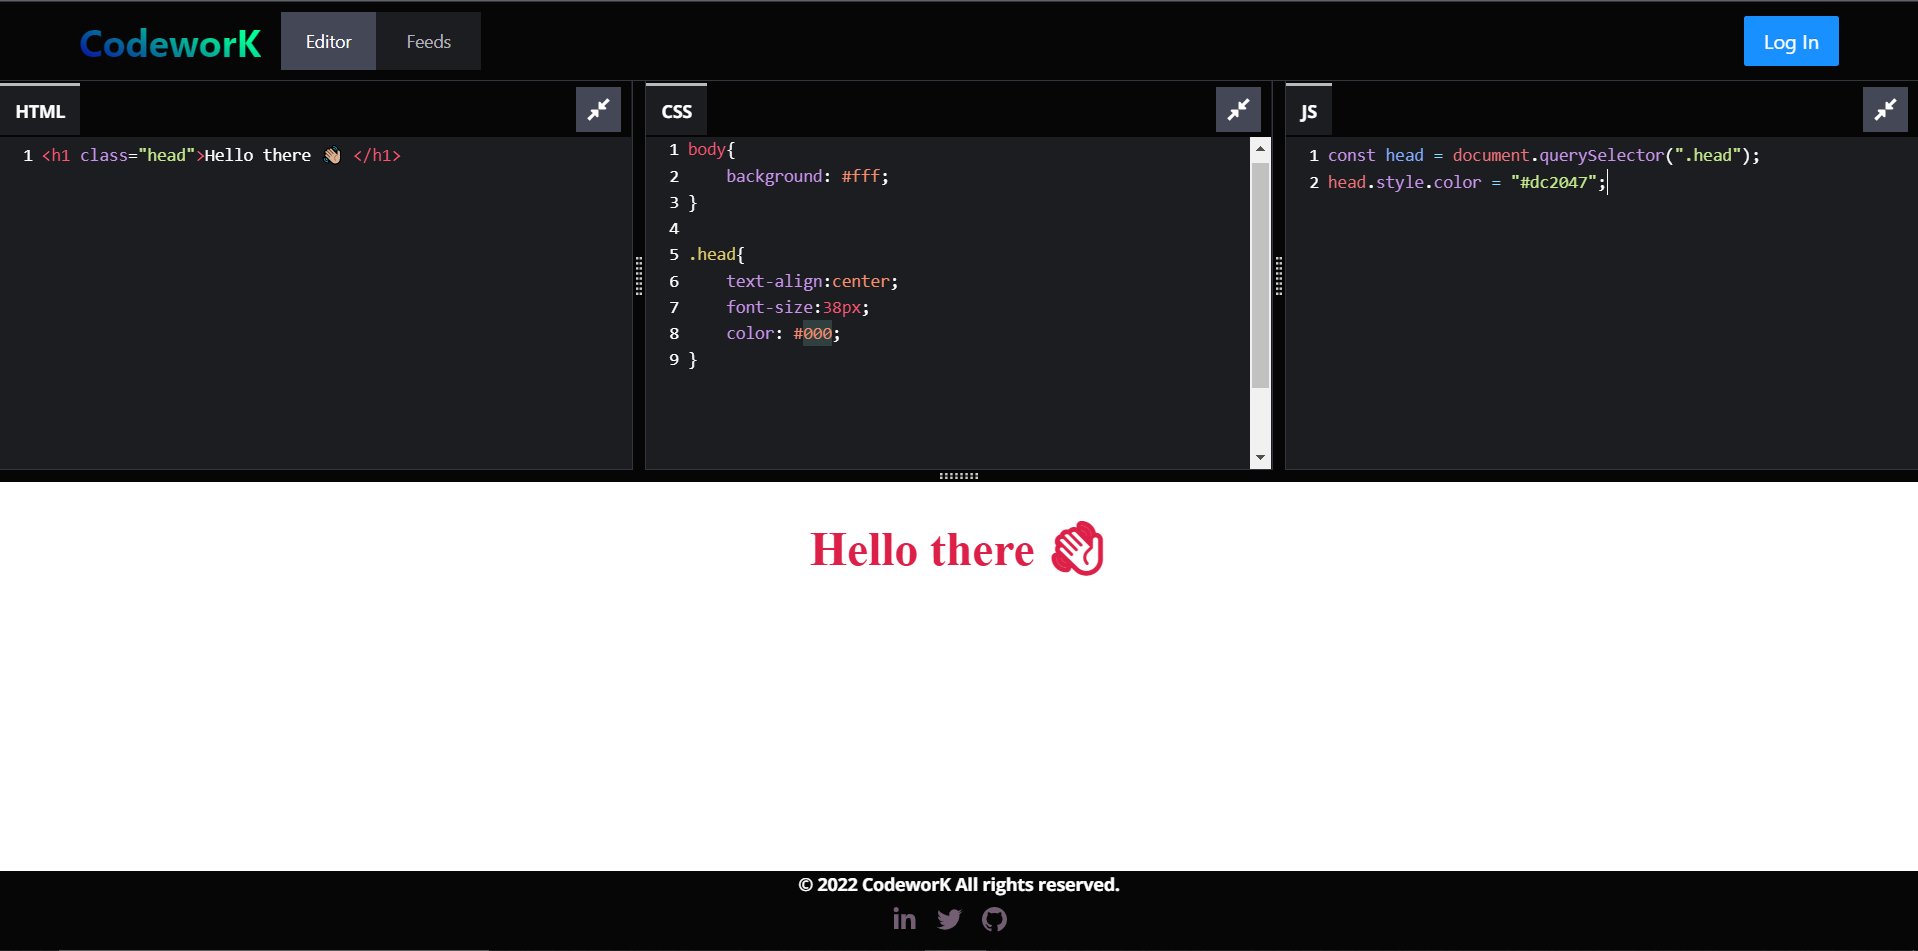 CodeworK
Editor
Feeds
Log In
HTML
1 <h1 class="head">Hello there 👋🏼 </h1>
CSS
1 body{
2     background: #fff;
3 }
4
5 .head{
6     text-align:center;
7     font-size:38px;
8     color: #000;
9 }
JS
1 const head = document.querySelector(".head");
2 head.style.color = "#dc2047";
Hello there 👋
© 2022 CodeworK All rights reserved.
in